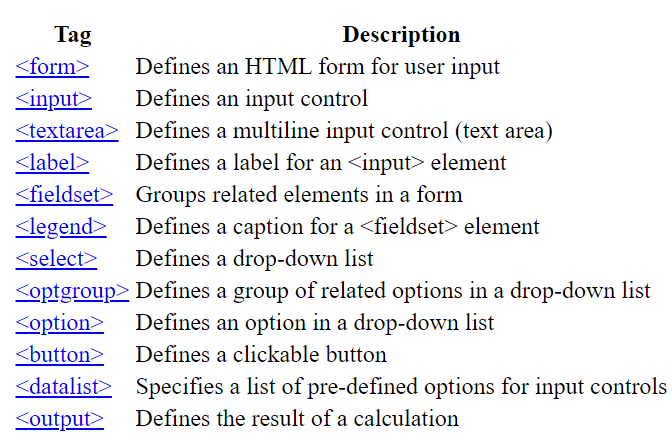 Tag Description
<form> Defines an HTML form for user input
<input> Defines an input control
<textarea> Defines a multiline input control (text area)
<label> Defines a label for an <input> element
<fieldset> Groups related elements in a form
<legend> Defines a caption for a <fieldset> element
<select> Defines a drop-down list
<optgroup> Defines a group of related options in a drop-down list
<option> Defines an option in a drop-down list
<button> Defines a clickable button
<datalist> Specifies a list of pre-defined options for input controls
<output> Defines the result of a calculation